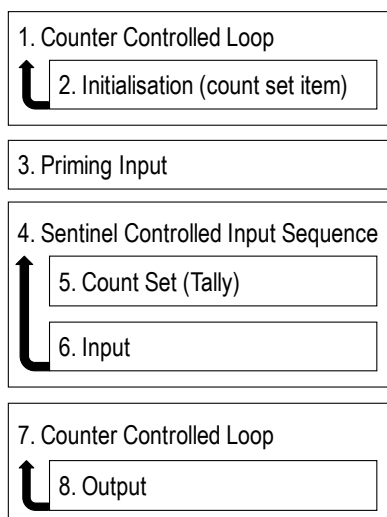 1. Counter Controlled Loop
2. Initialisation (count set item)
3. Priming Input
4. Sentinel Controlled Input Sequence
5. Count Set (Tally)
6. Input
7. Counter Controlled Loop
8. Output